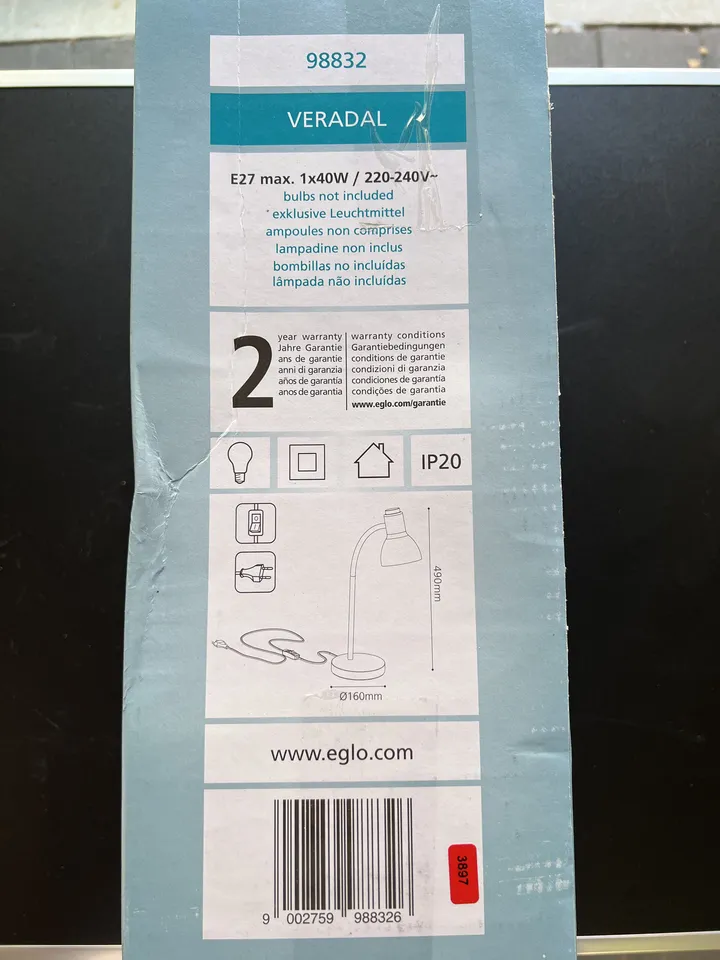 98832
VERADAL
E27 max. 1x40W / 220-240V~
bulbs not included
* exklusive Leuchtmittel
ampoules non comprises
lampadine non inclus
bombillas no incluídas
lâmpada não incluídas
2
year warranty
Jahre Garantie
ans de garantie
anni di garanzia
años de garantía
anos de garantia
warranty conditions
Garantiebedingungen
conditions de garantie
condizioni di garanzia
condiciones de garantía
condições de garantia
www.eglo.com/garantie
IP20
490mm
Ø160mm
www.eglo.com
3897
9 002759 988326